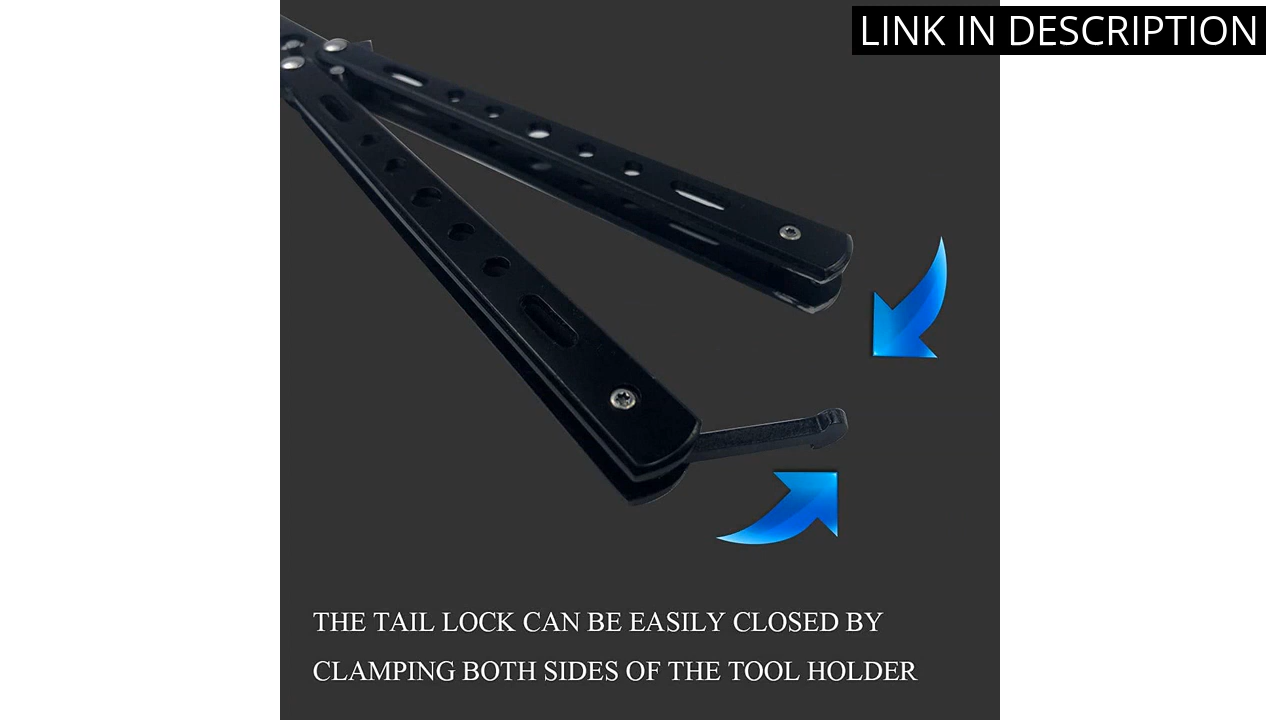 LINK IN DESCRIPTION
THE TAIL LOCK CAN BE EASILY CLOSED BY
CLAMPING BOTH SIDES OF THE TOOL HOLDER